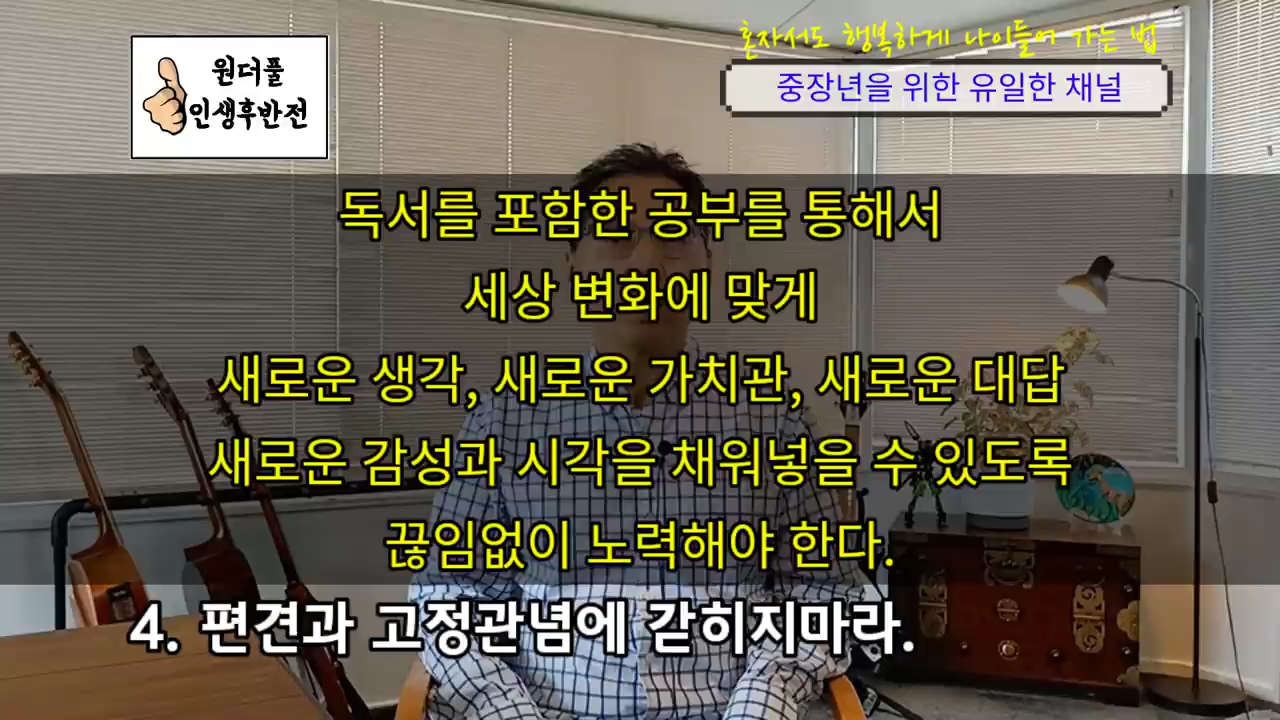 원더풀
인생후반전
혼자서도 행복하게 나이들어 가는 법
중장년을 위한 유일한 채널
독서를 포함한 공부를 통해서
세상 변화에 맞게
새로운 생각, 새로운 가치관, 새로운 대답
새로운 감성과 시각을 채워넣을 수 있도록
끊임없이 노력해야 한다.
4. 편견과 고정관념에 갇히지마라.